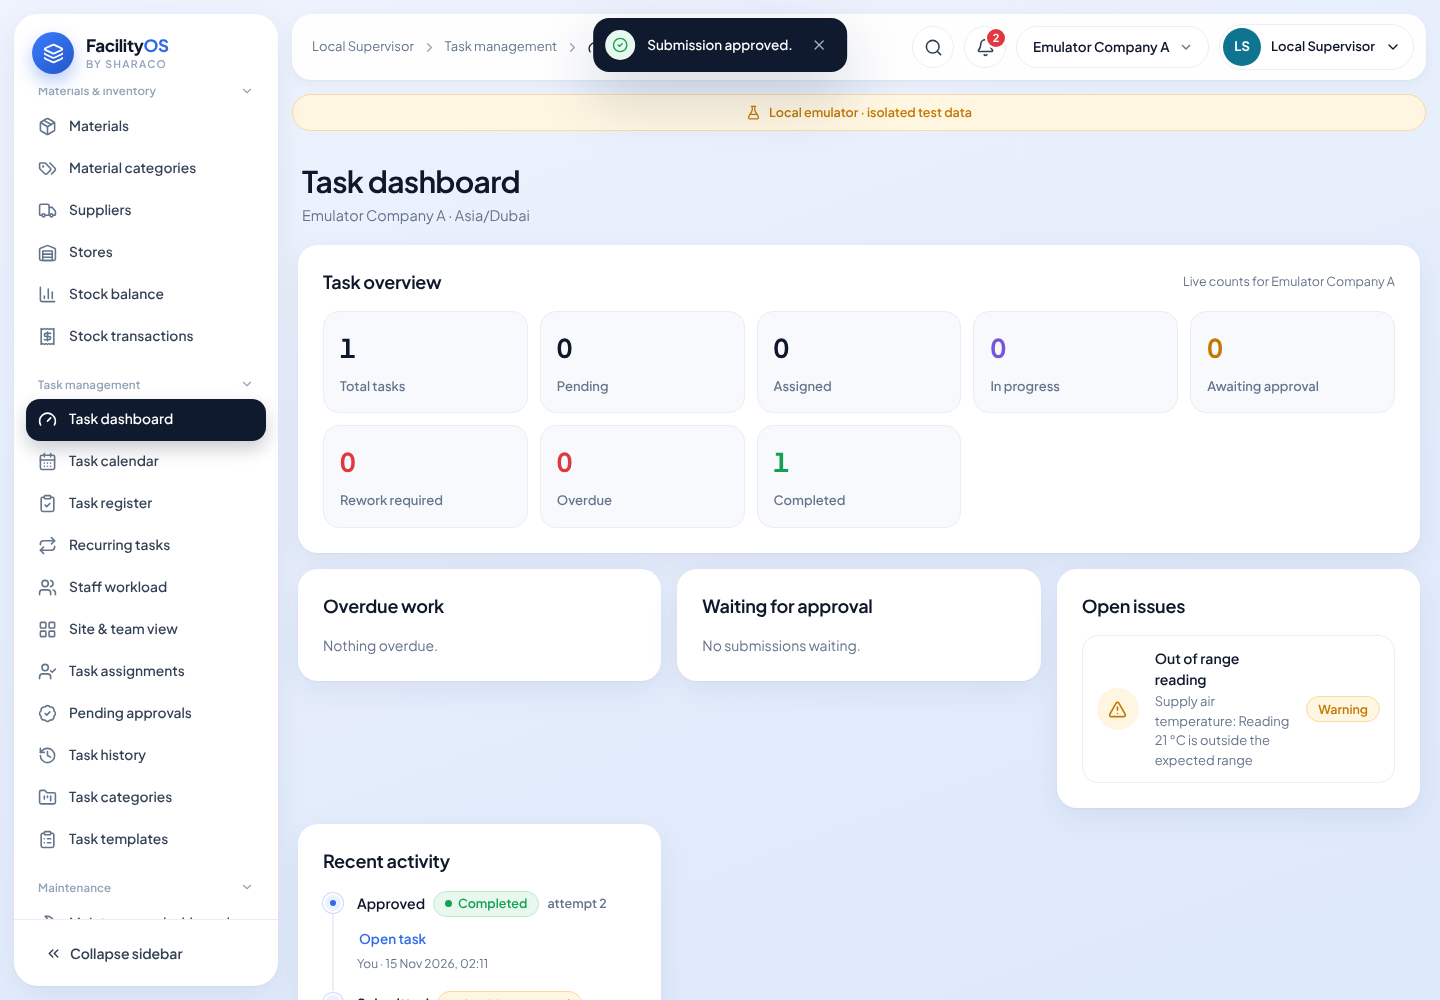 FacilityOS
BY SHARACO
Materials & inventory
Materials
Material categories
Suppliers
Stores
Stock balance
Stock transactions
Task management
Task dashboard
Task calendar
Task register
Recurring tasks
Staff workload
Site & team view
Task assignments
Pending approvals
Task history
Task categories
Task templates
Maintenance
Collapse sidebar
Local Supervisor
Task management
Submission approved.
2
Emulator Company A
LS
Local Supervisor
Local emulator · isolated test data
Task dashboard
Emulator Company A · Asia/Dubai
Task overview
Live counts for Emulator Company A
1
Total tasks
0
Pending
0
Assigned
0
In progress
0
Awaiting approval
0
Rework required
0
Overdue
1
Completed
Overdue work
Nothing overdue.
Waiting for approval
No submissions waiting.
Open issues
Out of range
reading
Supply air
temperature: Reading
21 °C is outside the
expected range
Warning
Recent activity
Approved
Completed
attempt 2
Open task
You · 15 Nov 2026, 02:11